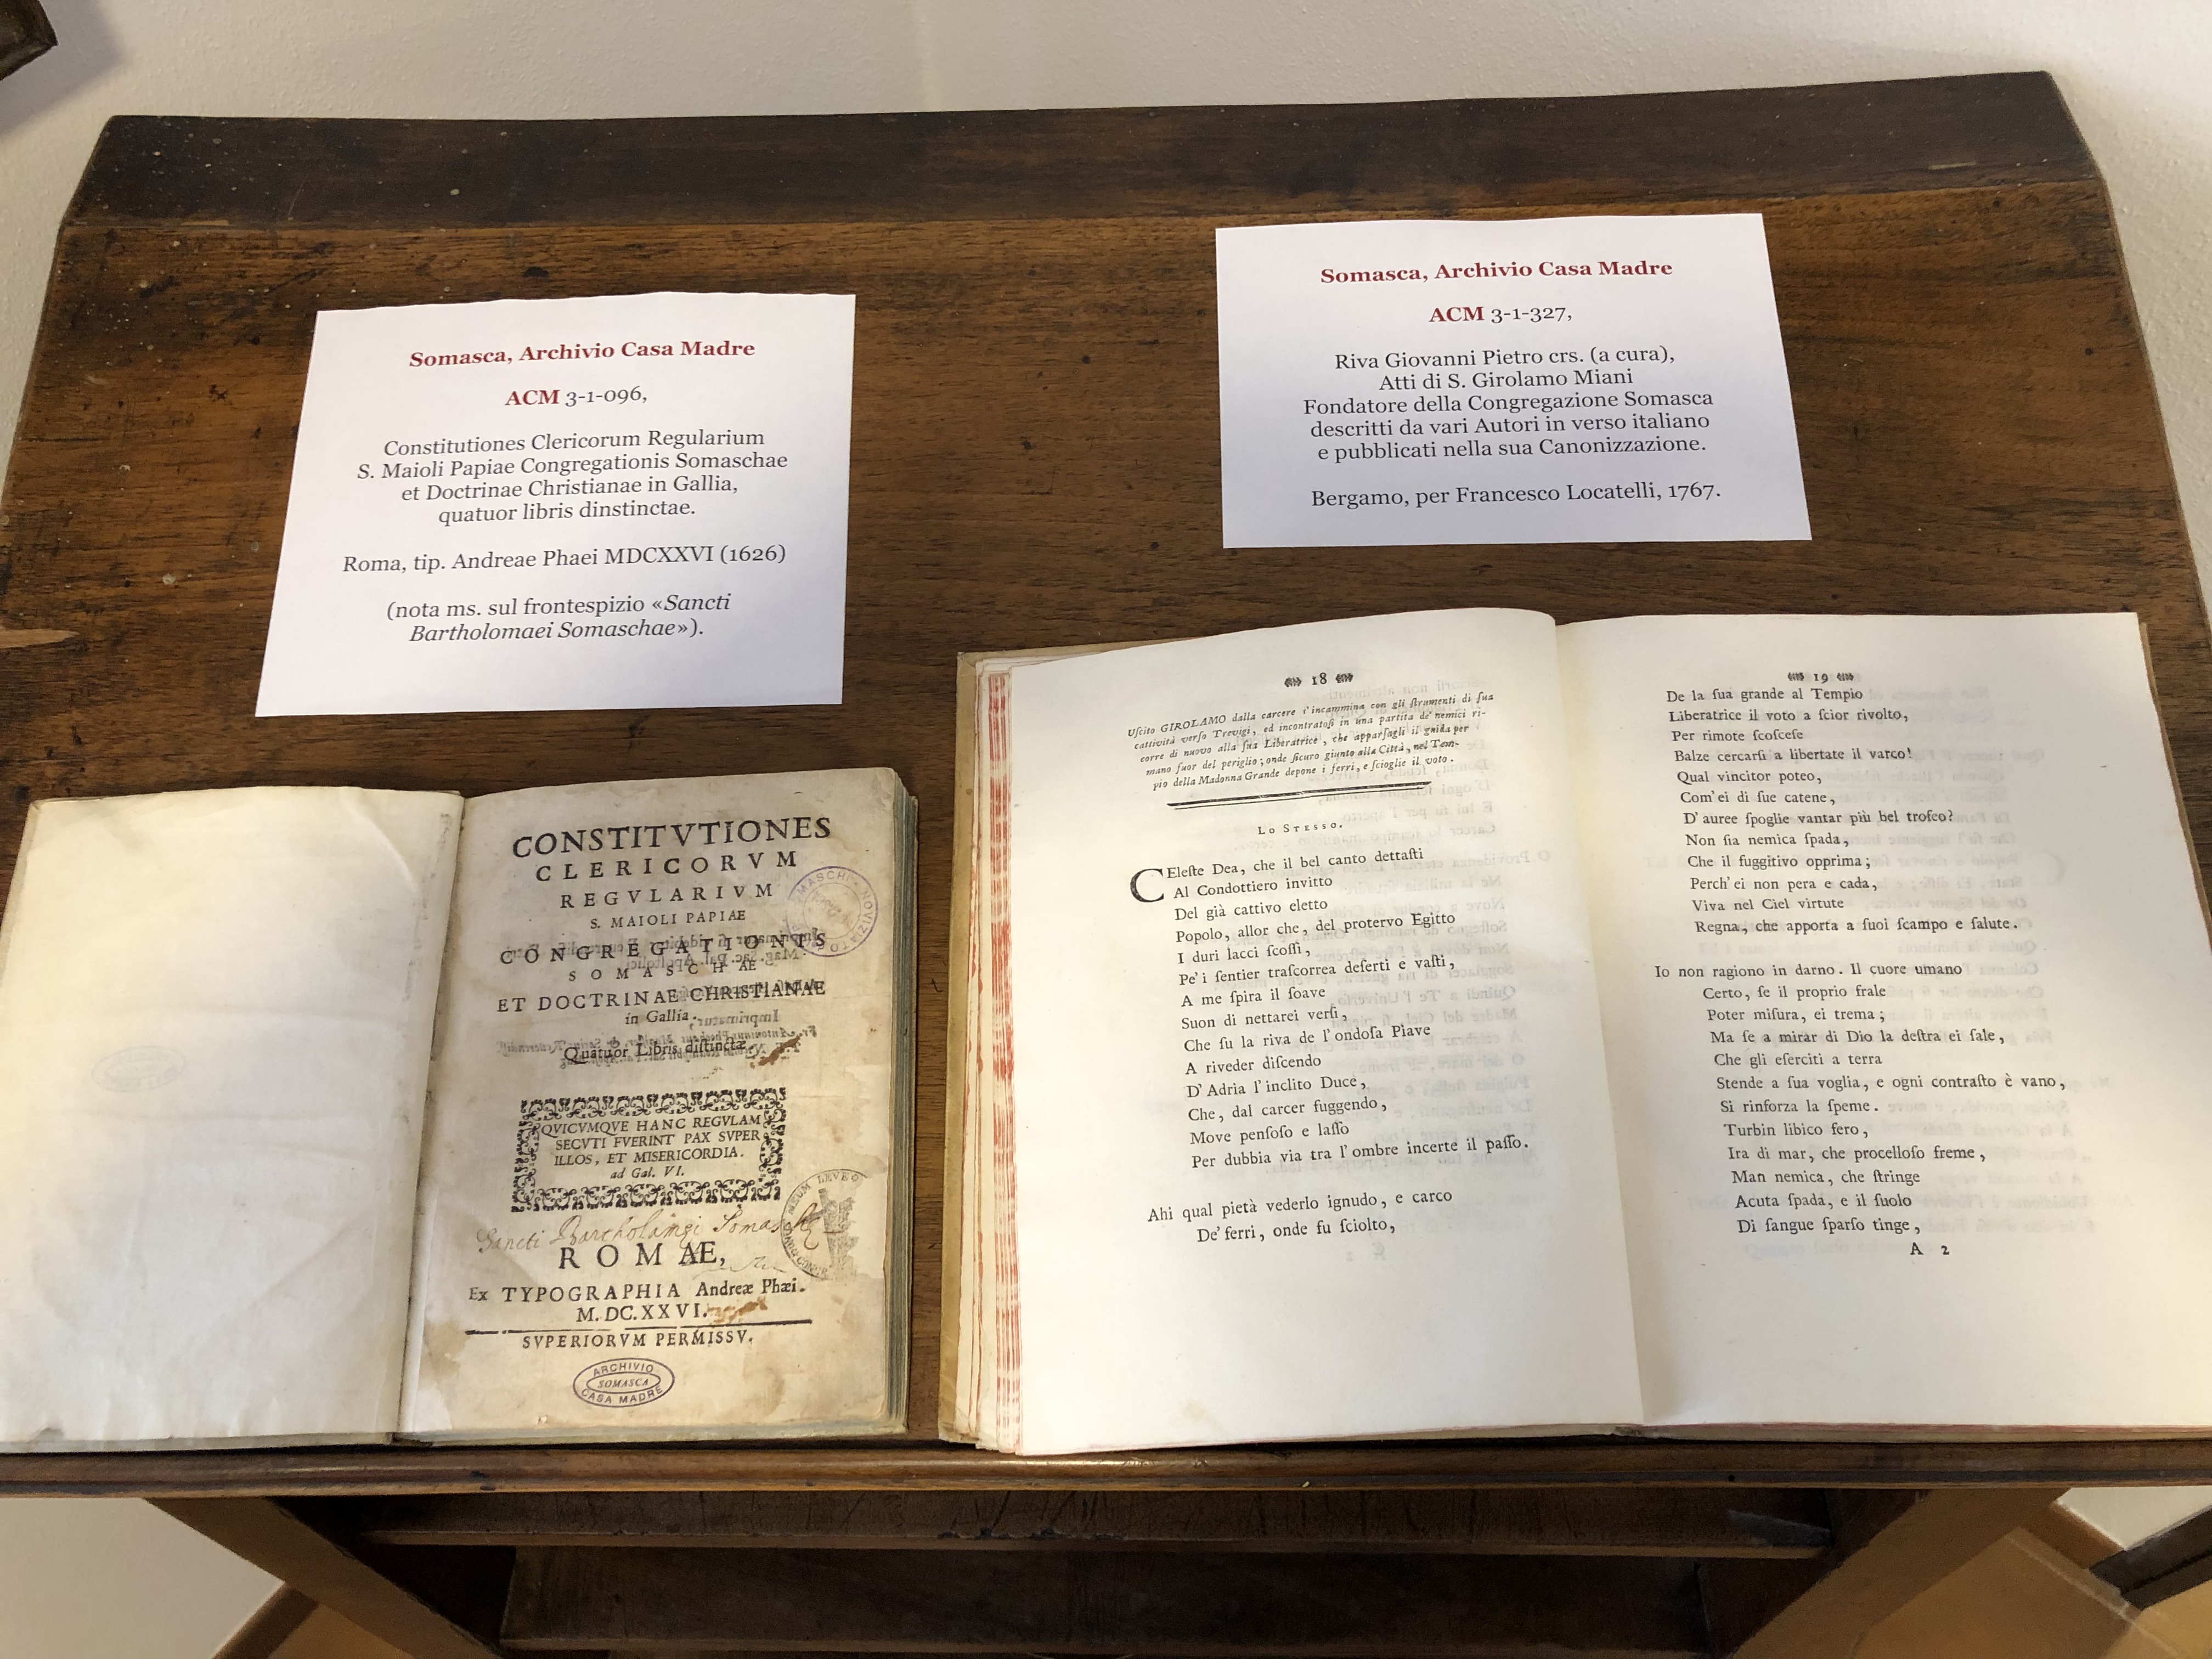 Somasca, Archivio Casa Madre
ACM 3-1-096,
Constitutiones Clericorum Regularium
S. Maioli Papiae Congregationis Somaschae
et Doctrinae Christianae in Gallia,
quatuor libris dinstinctae.
Roma, tip. Andreae Phaei MDCXXVI (1626)
(nota ms. sul frontespizio «Sancti
Bartholomaei Somaschae»).
Somasca, Archivio Casa Madre
ACM 3-1-327,
Riva Giovanni Pietro crs. (a cura),
Atti di S. Girolamo Miani
Fondatore della Congregazione Somasca
descritti da vari Autori in verso italiano
e pubblicati nella sua Canonizzazione.
Bergamo, per Francesco Locatelli, 1767.
CONSTITVTIONES
CLERICORVM
REGVLARIVM
S. MAIOLI PAPIAE
CONGREGATIONIS
SOMASCHAE
ET DOCTRINAE CHRISTIANAE
in Gallia.
Quatuor Libris distinctæ.
QVICVMQVE HANC REGVLAM
SECVTI FVERINT PAX SVPER
ILLOS, ET MISERICORDIA.
ad Gal. VI.
Sancti Bartholamei Somaschæ
ROMAE,
Ex TYPOGRAPHIA Andreæ Phæi.
M. DC. XXVI.
SVPERIORVM PERMISSV.
ARCHIVIO
SOMASCA
CASA MADRE
18
Uſcito GIROLAMO dalla carcere s'incammina con gli ſtrumenti di ſua
cattività verſo Trevigi, ed incontratoſi in una partita de' nemici ri-
corre di nuovo alla ſua Liberatrice, che apparſagli il guida per
mano fuor del periglio; onde ſicuro giunto alla Città, nel Tem-
pio della Madonna Grande depone i ferri, e ſcioglie il voto.
LO STESSO.
CEleſte Dea, che il bel canto dettaſti
Al Condottiero invitto
Del già cattivo eletto
Popolo, allor che, del protervo Egitto
I duri lacci ſcoſſi,
Pe' i ſentier traſcorrea deſerti e vaſti,
A me ſpira il ſoave
Suon di nettarei verſi,
Che ſu la riva de l'ondoſa Piave
A riveder diſcendo
D'Adria l'inclito Duce,
Che, dal carcer fuggendo,
Move penſoſo e laſſo
Per dubbia via tra l'ombre incerte il paſſo.
Ahi qual pietà vederlo ignudo, e carco
De' ferri, onde fu ſciolto,
19
De la ſua grande al Tempio
Liberatrice il voto a ſcior rivolto,
Per rimote ſcoſceſe
Balze cercarſi a libertate il varco!
Qual vincitor poteo,
Com'ei di ſue catene,
D'auree ſpoglie vantar più bel trofeo?
Non ſia nemica ſpada,
Che il fuggitivo opprima;
Perch' ei non pera e cada,
Viva nel Ciel virtute
Regna, che apporta a ſuoi ſcampo e ſalute.
Io non ragiono in darno. Il cuore umano
Certo, ſe il proprio frale
Poter miſura, ei trema;
Ma ſe a mirar di Dio la deſtra ei ſale,
Che gli eſerciti a terra
Stende a ſua voglia, e ogni contraſto è vano,
Si rinforza la ſpeme.
Turbin libico fero,
Ira di mar, che proceloſo freme,
Man nemica, che ſtringe
Acuta ſpada, e il ſuolo
Di ſangue ſparſo tinge,
A 2